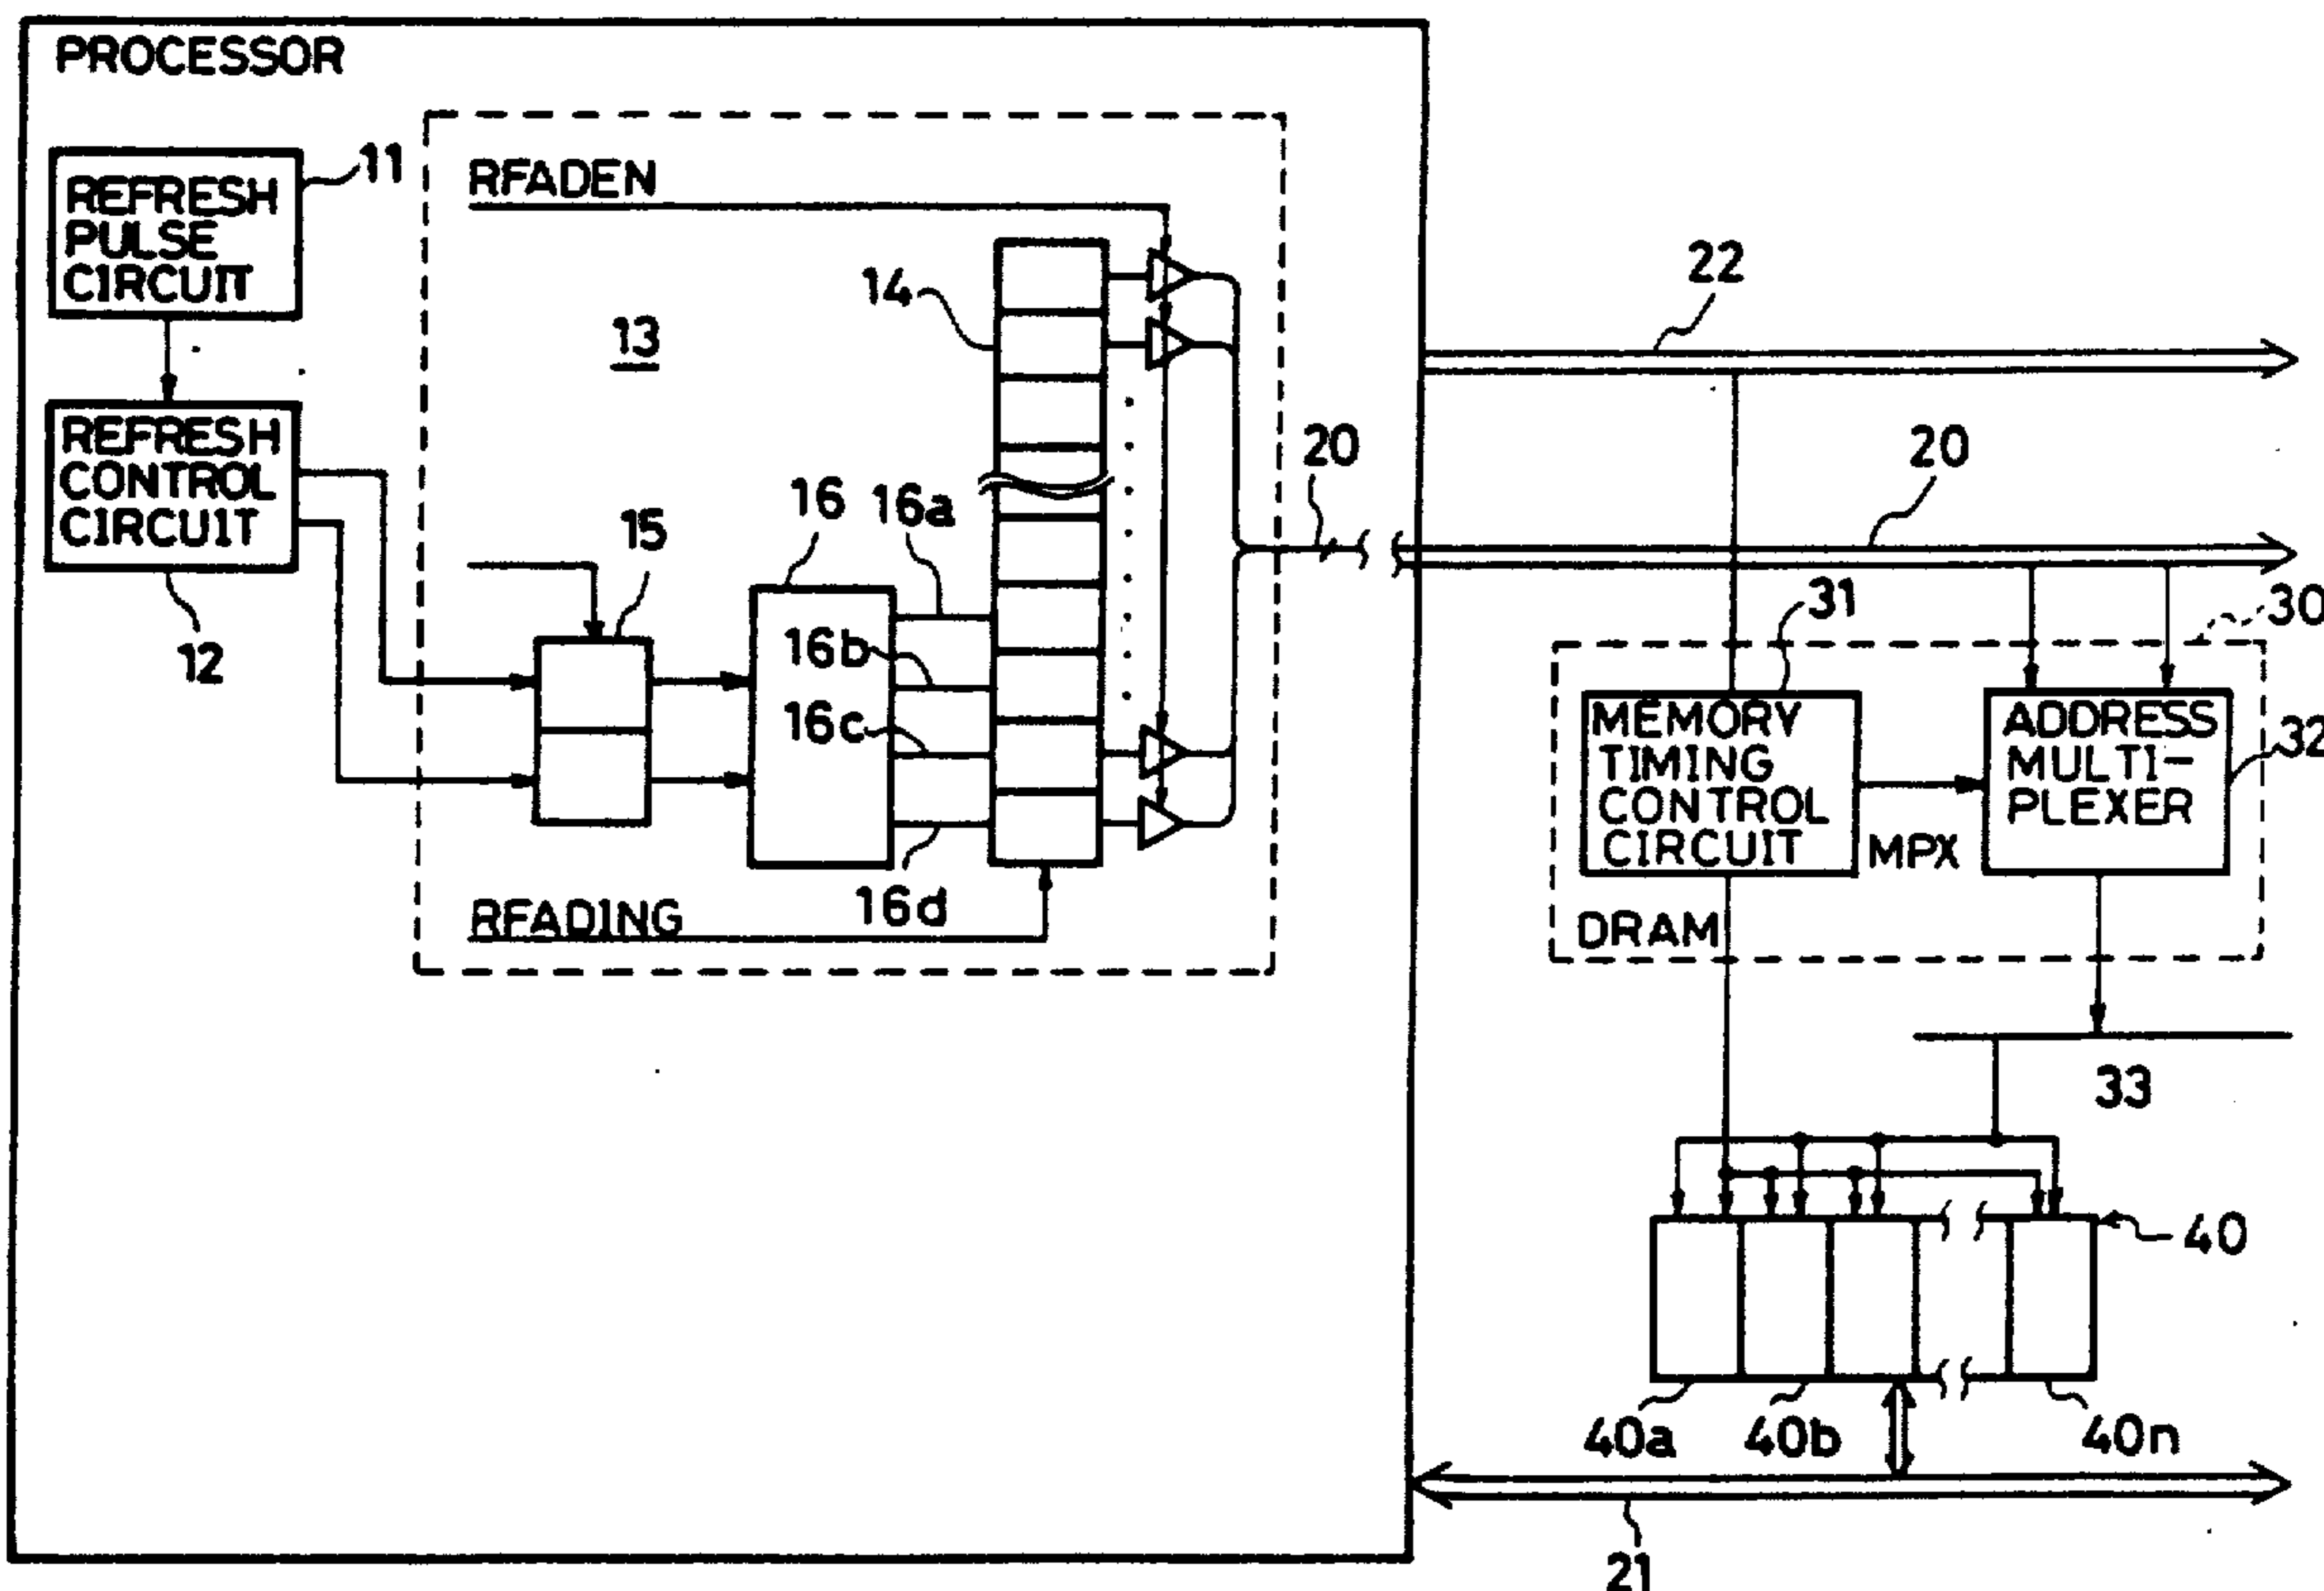 PROCESSOR
REFRESH
PULSE
CIRCUIT
11
REFRESH
CONTROL
CIRCUIT
12
RFADEN
13
14
15
16
16a
16b
16c
16d
RFADING
20
22
20
30
31
MEMORY
TIMING
CONTROL
CIRCUIT
MPX
ADDRESS
MULTI-
PLEXER
32
DRAM
33
40
40a
40b
40n
21